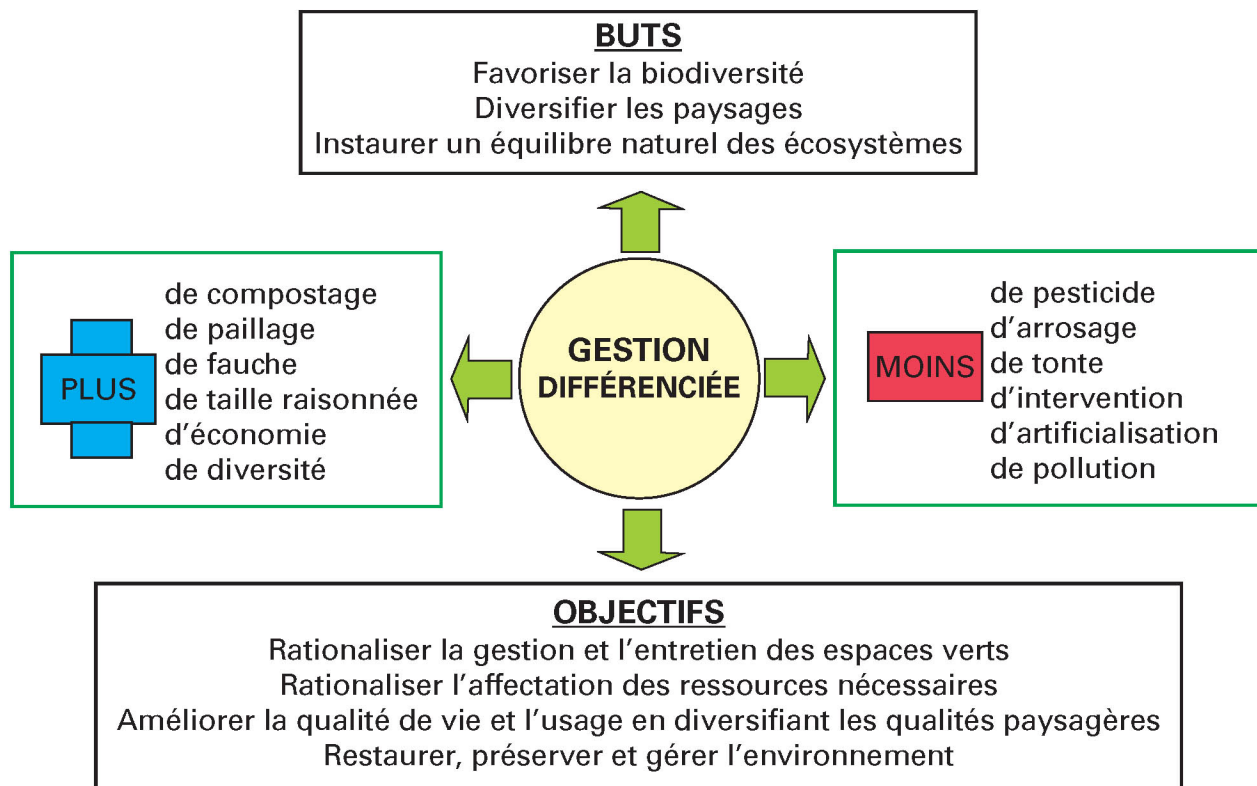 BUTS
Favoriser la biodiversité
Diversifier les paysages
Instaurer un équilibre naturel des écosystèmes
PLUS
de compostage
de paillage
de fauche
de taille raisonnée
d’économie
de diversité
GESTION
DIFFÉRENCIÉE
MOINS
de pesticide
d’arrosage
de tonte
d’intervention
d’artificialisation
de pollution
OBJECTIFS
Rationaliser la gestion et l’entretien des espaces verts
Rationaliser l’affectation des ressources nécessaires
Améliorer la qualité de vie et l’usage en diversifiant les qualités paysagères
Restaurer, préserver et gérer l’environnement